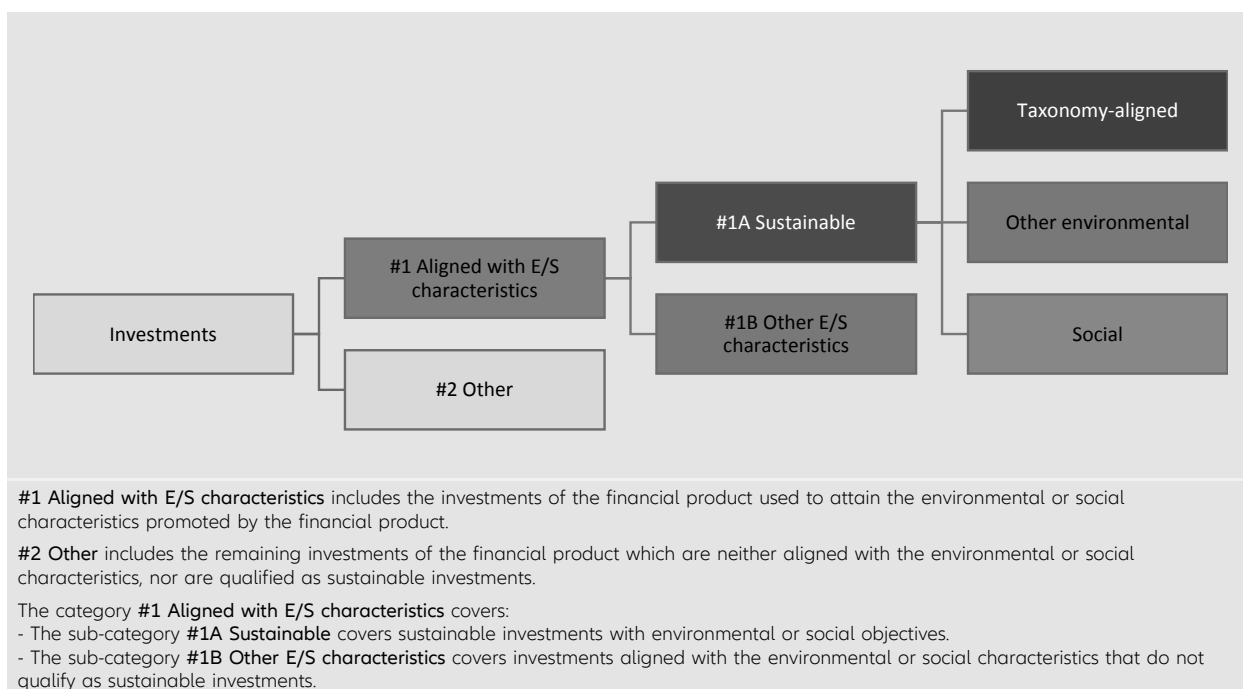 Taxonomy-aligned
#1A Sustainable
Other environmental
#1 Aligned with E/S
characteristics
Investments
#1B Other E/S
characteristics
Social
#2 Other
#1 Aligned with E/S characteristics includes the investments of the financial product used to attain the environmental or social
characteristics promoted by the financial product.
#2 Other includes the remaining investments of the financial product which are neither aligned with the environmental or social
characteristics, nor are qualified as sustainable investments.
The category #1 Aligned with E/S characteristics covers:
- The sub-category #1A Sustainable covers sustainable investments with environmental or social objectives.
- The sub-category #1B Other E/S characteristics covers investments aligned with the environmental or social characteristics that do not
qualify as sustainable investments.